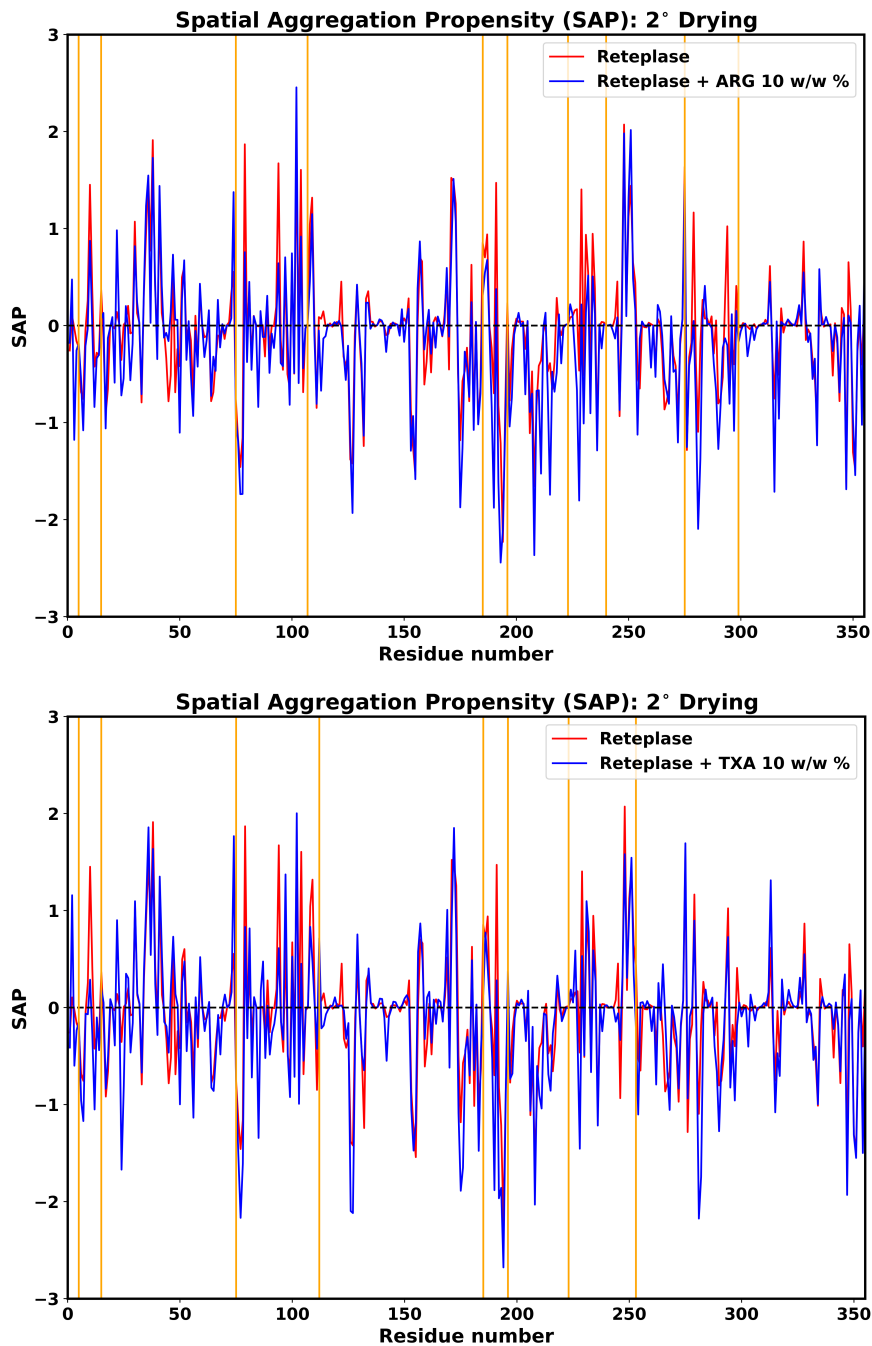 Spatial Aggregation Propensity (SAP): 2° Drying
Reteplase
Reteplase + ARG 10 w/w %
SAP
3
2
1
0
−1
−2
−3
0 50 100 150 200 250 300 350
Residue number
Spatial Aggregation Propensity (SAP): 2° Drying
Reteplase
Reteplase + TXA 10 w/w %
SAP
3
2
1
0
−1
−2
−3
0 50 100 150 200 250 300 350
Residue number